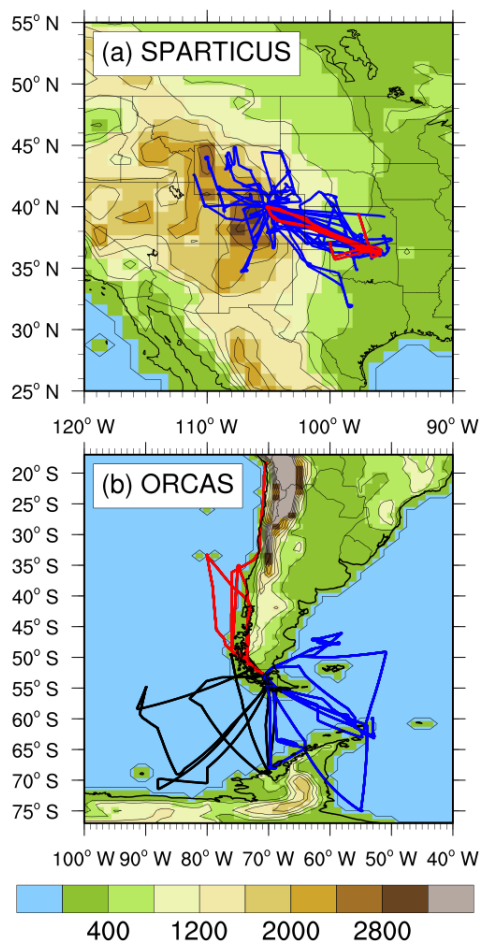 55° N
(a) SPARTICUS
50° N
45° N
40° N
35° N
30° N
25° N
120° W 110° W 100° W 90° W
20° S
(b) ORCAS
25° S
30° S
35° S
40° S
45° S
50° S
55° S
60° S
65° S
70° S
75° S
100° W 90° W 80° W 70° W 60° W 50° W 40° W
400 1200 2000 2800